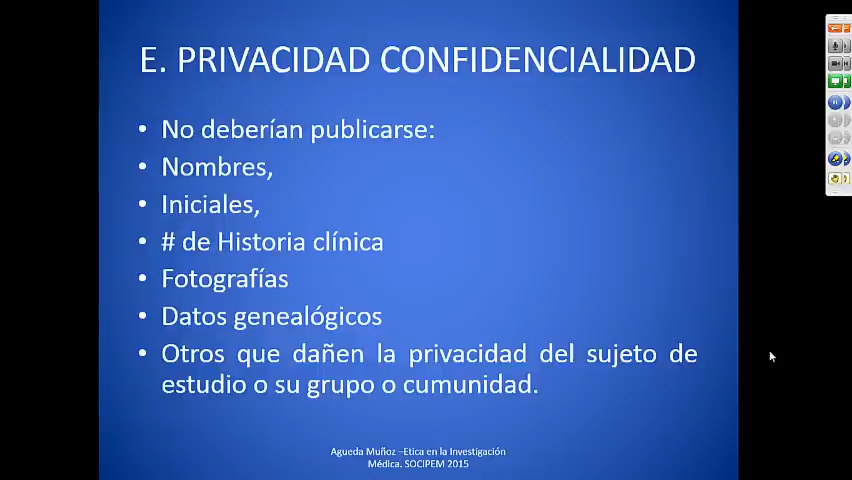 E. PRIVACIDAD CONFIDENCIALIDAD
• No deberían publicarse:
• Nombres,
• Iniciales,
• # de Historia clínica
• Fotografías
• Datos genealógicos
• Otros que dañen la privacidad del sujeto de
estudio o su grupo o cumunidad.
Agueda Muñoz –Etica en la Investigación
Médica. SOCIPEM 2015